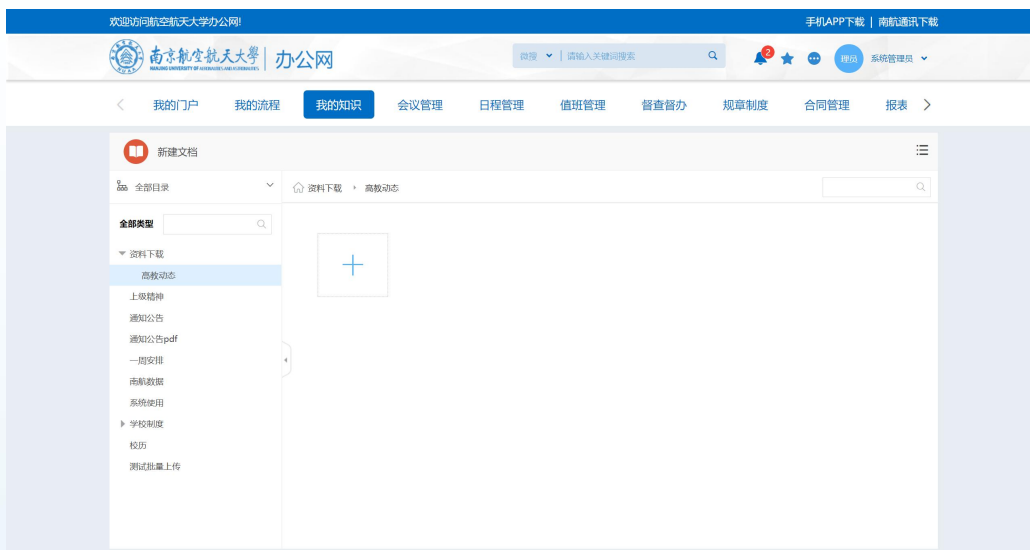 欢迎访问航空航天大学办公网! 手机APP下载 | 南航通讯下载
南京航空航天大学 | 办公网 微搜 | 请输入关键词搜索 2 理员 系统管理员
NANJING UNIVERSITY OF AERONAUTICS AND ASTRONAUTICS
我的门户 我的流程 我的知识 会议管理 日程管理 值班管理 督查督办 规章制度 合同管理 报表
新建文档
全部目录 资料下载 高教动态
全部类型
资料下载
高教动态
上级精神
通知公告
通知公告pdf
一周安排
南航数据
系统使用
学校制度
校历
测试批量上传